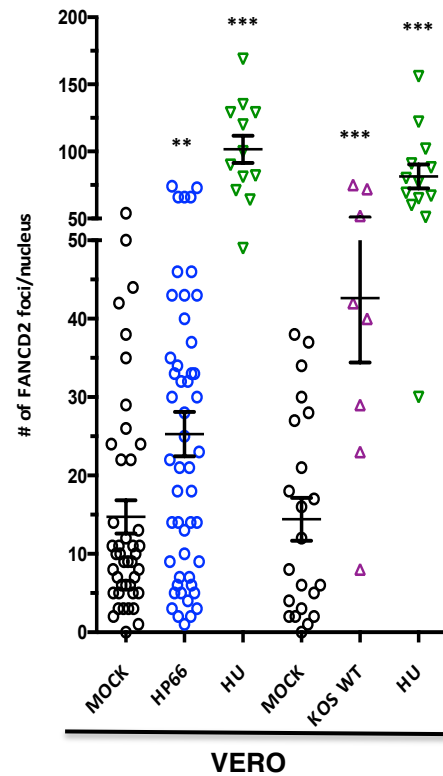 # of FANCD2 foci/nucleus
200
150
100
50
50
40
30
20
10
0
**
***
***
***
MOCK
HP66
HU
MOCK
KOS WT
HU
VERO